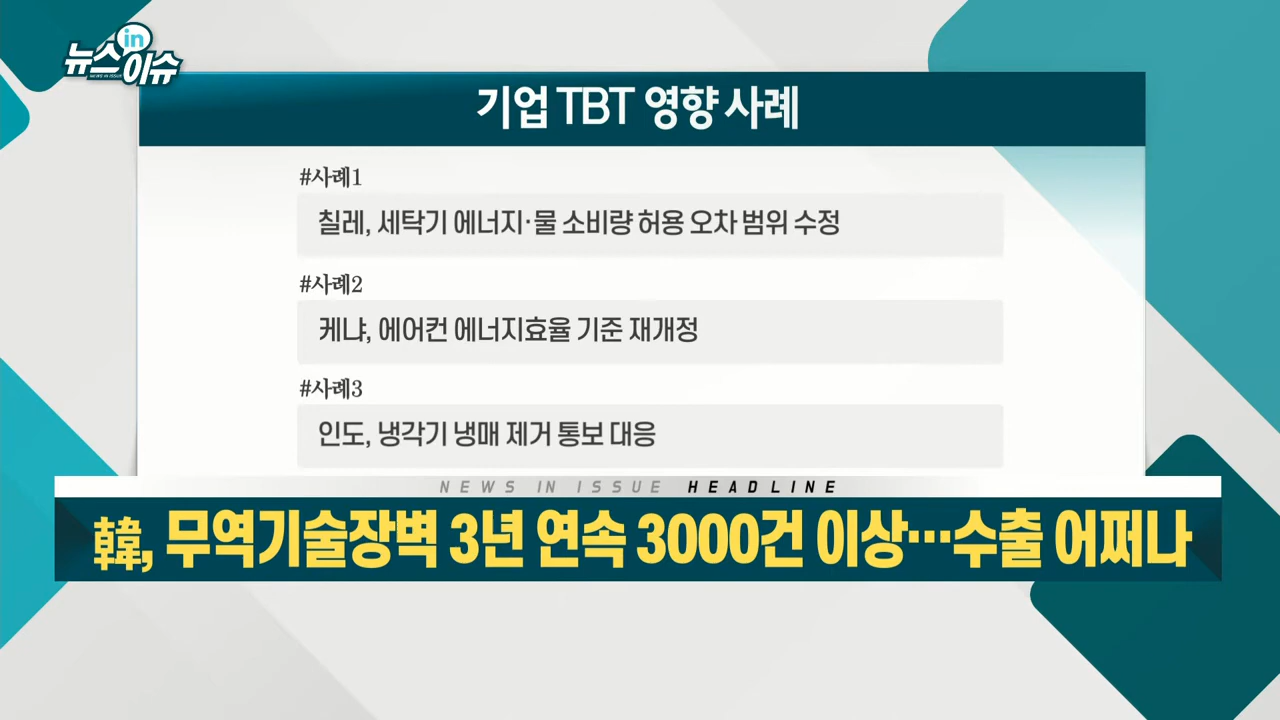 뉴스in이슈
NEWS IN ISSUE
기업 TBT 영향 사례
#사례1
칠레, 세탁기 에너지·물 소비량 허용 오차 범위 수정
#사례2
케냐, 에어컨 에너지효율 기준 재개정
#사례3
인도, 냉각기 냉매 제거 통보 대응
NEWS IN ISSUE HEADLINE
韓, 무역기술장벽 3년 연속 3000건 이상…수출 어쩌나